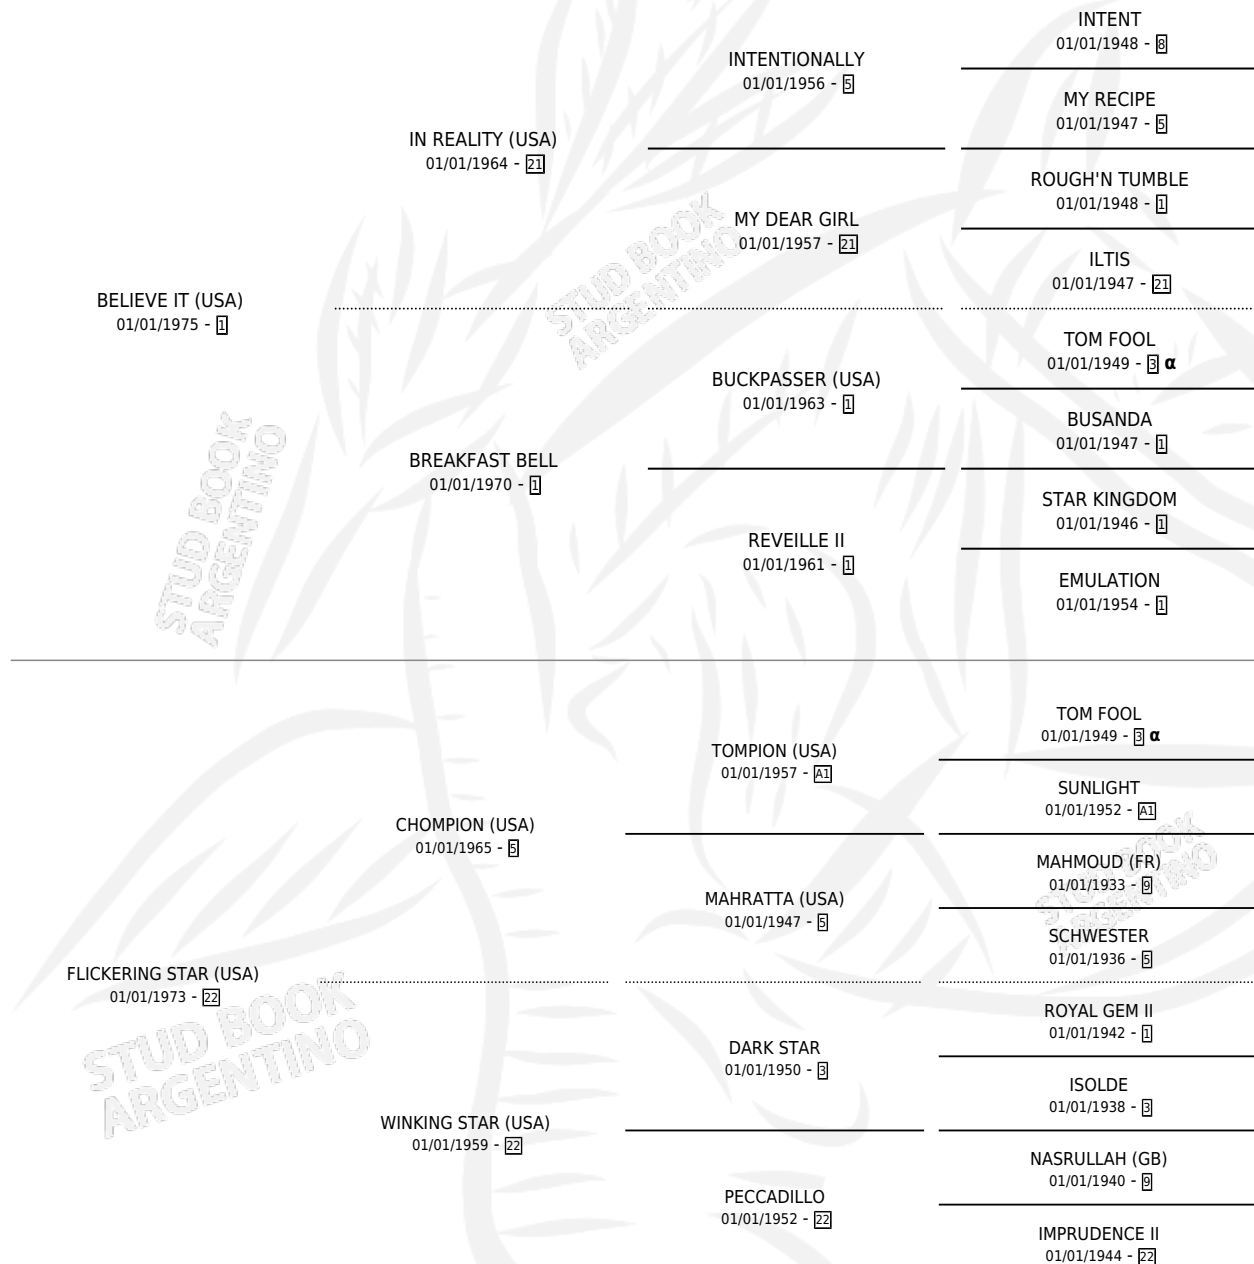 INTENT
01/01/1948 - 8
INTENTIONALLY
01/01/1956 - 5
MY RECIPE
01/01/1947 - 5
IN REALITY (USA)
01/01/1964 - 21
ROUGH'N TUMBLE
01/01/1948 - 1
MY DEAR GIRL
01/01/1957 - 21
ILTIS
01/01/1947 - 21
BELIEVE IT (USA)
01/01/1975 - 1
TOM FOOL
01/01/1949 - 3 α
BUCKPASSER (USA)
01/01/1963 - 1
BUSANDA
01/01/1947 - 1
BREAKFAST BELL
01/01/1970 - 1
STAR KINGDOM
01/01/1946 - 1
REVEILLE II
01/01/1961 - 1
EMULATION
01/01/1954 - 1
TOM FOOL
01/01/1949 - 3 α
TOMPION (USA)
01/01/1957 - A1
SUNLIGHT
01/01/1952 - A1
CHOMPION (USA)
01/01/1965 - 5
MAHMOUD (FR)
01/01/1933 - 9
MAHRATTA (USA)
01/01/1947 - 5
SCHWESTER
01/01/1936 - 5
FLICKERING STAR (USA)
01/01/1973 - 22
ROYAL GEM II
01/01/1942 - 1
DARK STAR
01/01/1950 - 3
ISOLDE
01/01/1938 - 3
WINKING STAR (USA)
01/01/1959 - 22
NASRULLAH (GB)
01/01/1940 - 9
PECCADILLO
01/01/1952 - 22
IMPRUDENCE II
01/01/1944 - 22
STUD BOOK
ARGENTINO
STUD BOOK
ARGENTINO
STUD BOOK
ARGENTINO
STUD BOOK
ARGENTINO